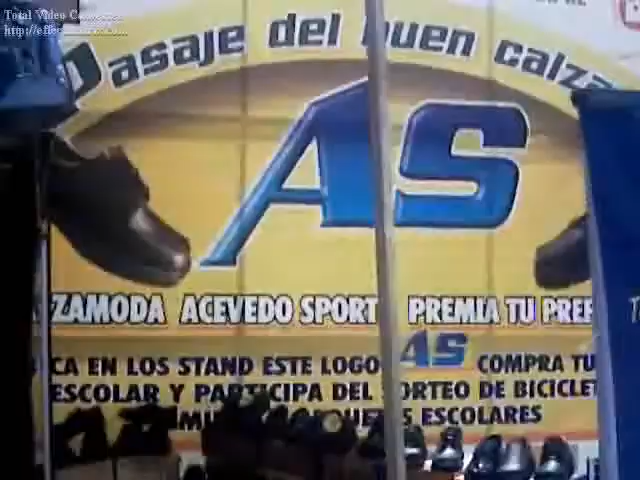 Total Video Converter
Pasaje del buen calza
AS
ZAMODA ACEVEDO SPORT PREMIA TU PREF
CA EN LOS STAND ESTE LOGO AS COMPRA TU
ESCOLAR Y PARTICIPA DEL SORTEO DE BICICLET
ESCOLARES